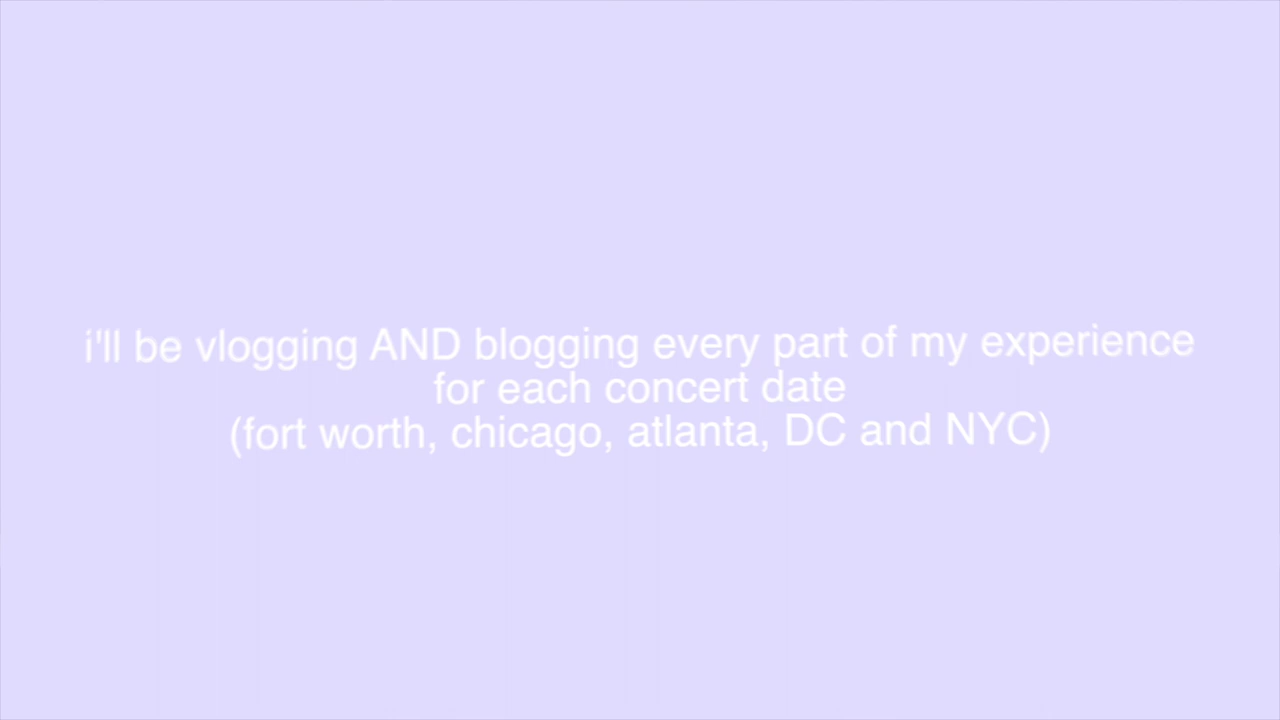 i'll be vlogging AND blogging every part of my experience
for each concert date
(fort worth, chicago, atlanta, DC and NYC)